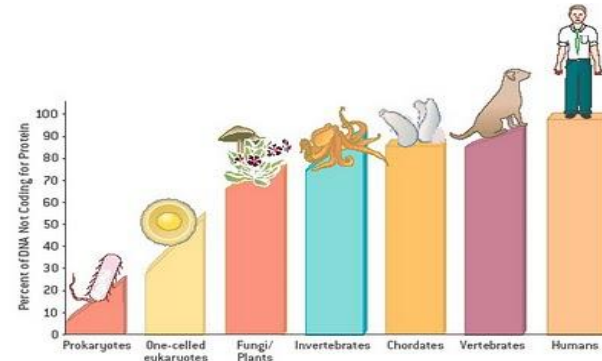 Percent of DNA Not Coding for Protein
100
90
80
70
60
50
40
30
20
10
0
Prokaryotes
One-celled
eukaryotes
Fungi/
Plants
Invertebrates
Chordates
Vertebrates
Humans